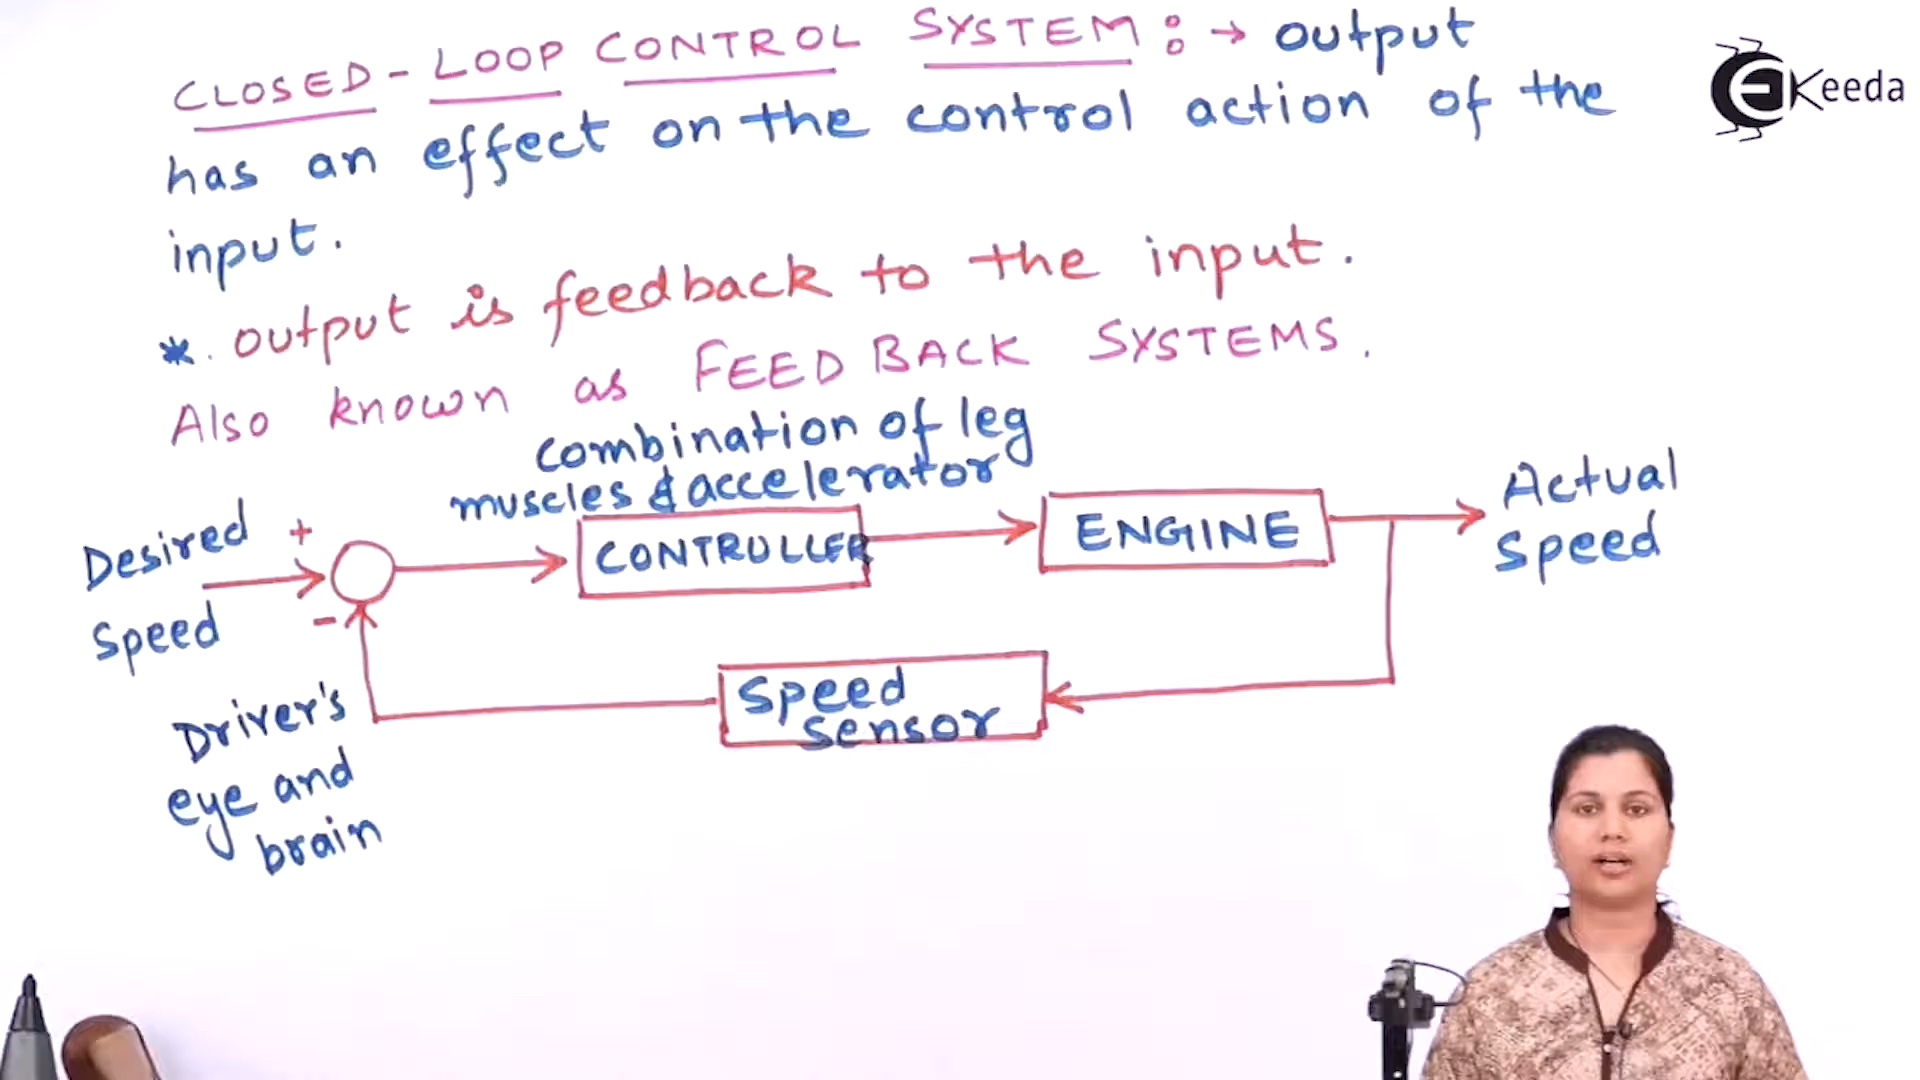 CLOSED-LOOP CONTROL SYSTEM : → output
has an effect on the control action of the
input.
*. output is feedback to the input.
Also known as FEED BACK SYSTEMS.
combination of leg
muscles & accelerator
Desired
Speed
+
-
CONTROLLER
ENGINE
Actual
Speed
Speed
sensor
Driver's
eye and
brain
EKeeda